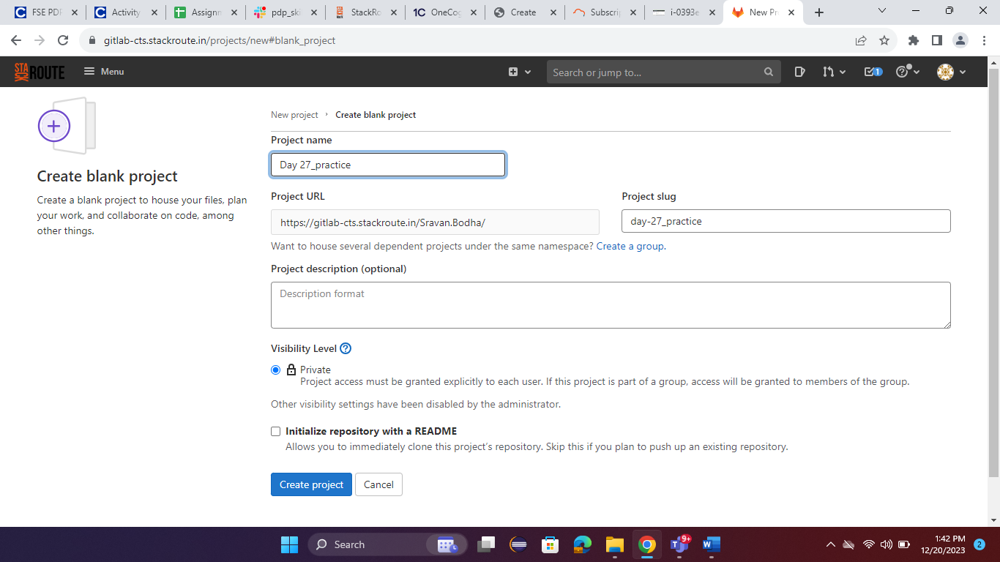 FSE PDP
Activity
Assignm
pdp_ski
StackRo
OneCog
Create
Subscrip
i-0393e
New Pr
gitlab-cts.stackroute.in/projects/new#blank_project
STACKROUTE
Menu
Search or jump to...
1
New project › Create blank project
Project name
Day 27_practice
Create blank project
Create a blank project to house your files, plan
your work, and collaborate on code, among
other things.
Project URL
Project slug
https://gitlab-cts.stackroute.in/Sravan.Bodha/
day-27_practice
Want to house several dependent projects under the same namespace? Create a group.
Project description (optional)
Description format
Visibility Level
Private
Project access must be granted explicitly to each user. If this project is part of a group, access will be granted to members of the group.
Other visibility settings have been disabled by the administrator.
Initialize repository with a README
Allows you to immediately clone this project's repository. Skip this if you plan to push up an existing repository.
Create project
Cancel
Search
9+
1:42 PM
12/20/2023
2